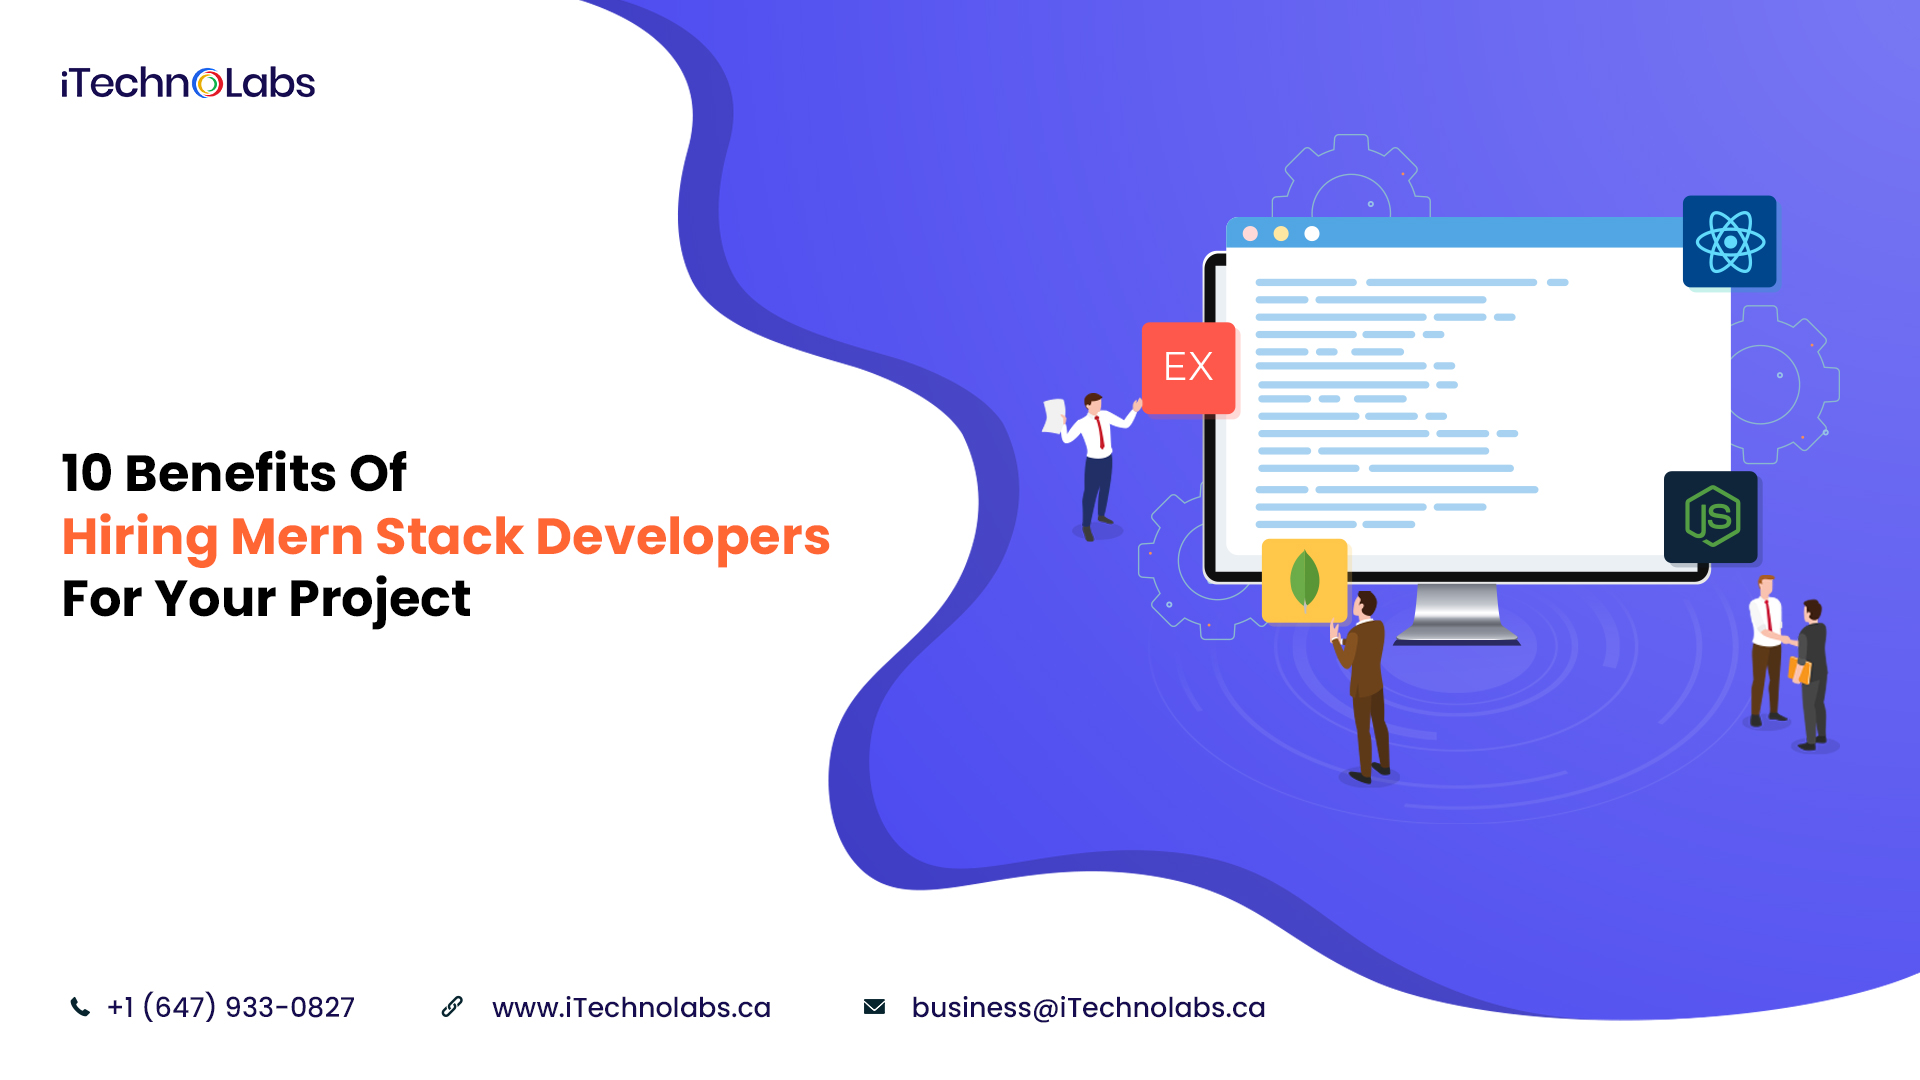 iTechnoLabs
10 Benefits Of
Hiring Mern Stack Developers
For Your Project
EX
JS
+1 (647) 933-0827
www.iTechnolabs.ca
business@iTechnolabs.ca